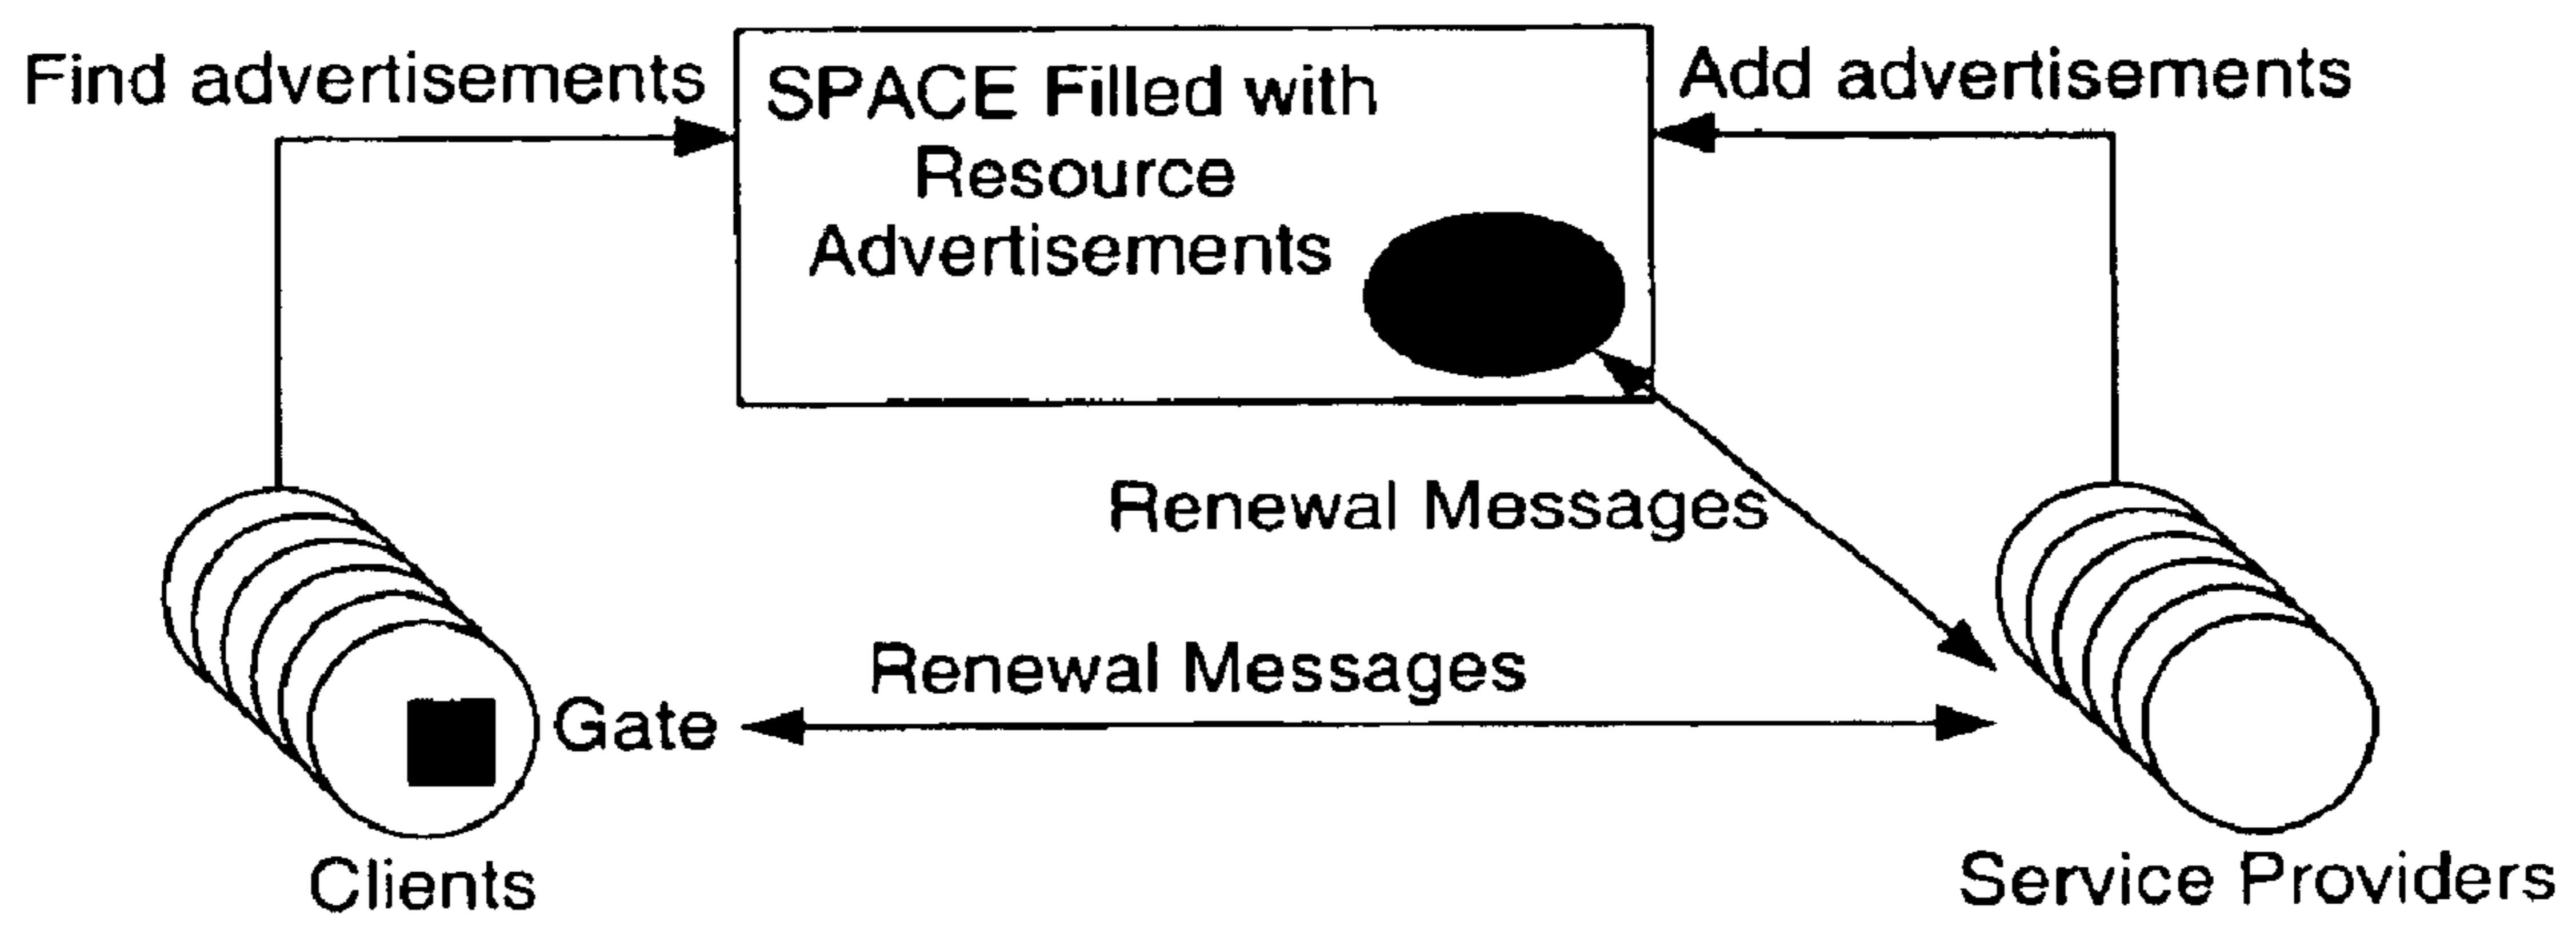 Find advertisements
SPACE Filled with
Resource
Advertisements
Add advertisements
Renewal Messages
Renewal Messages
Gate
Clients
Service Providers